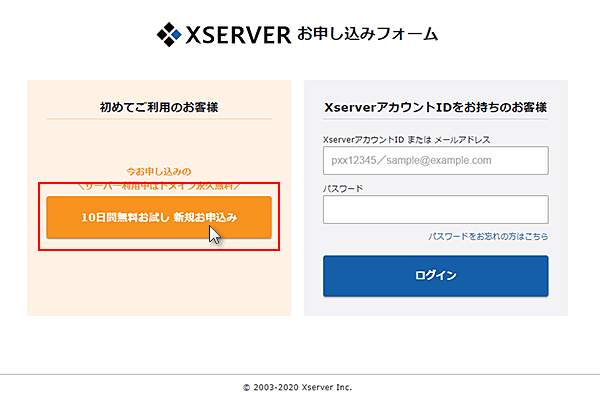 XSERVER お申し込みフォーム
初めてご利用のお客様
今お申し込みの
＼サーバー利用中はドメイン永久無料／
10日間無料お試し 新規お申込み
XserverアカウントIDをお持ちのお客様
XserverアカウントID または メールアドレス
pxx12345／sample@example.com
パスワード
パスワードをお忘れの方はこちら
ログイン
© 2003-2020 Xserver Inc.